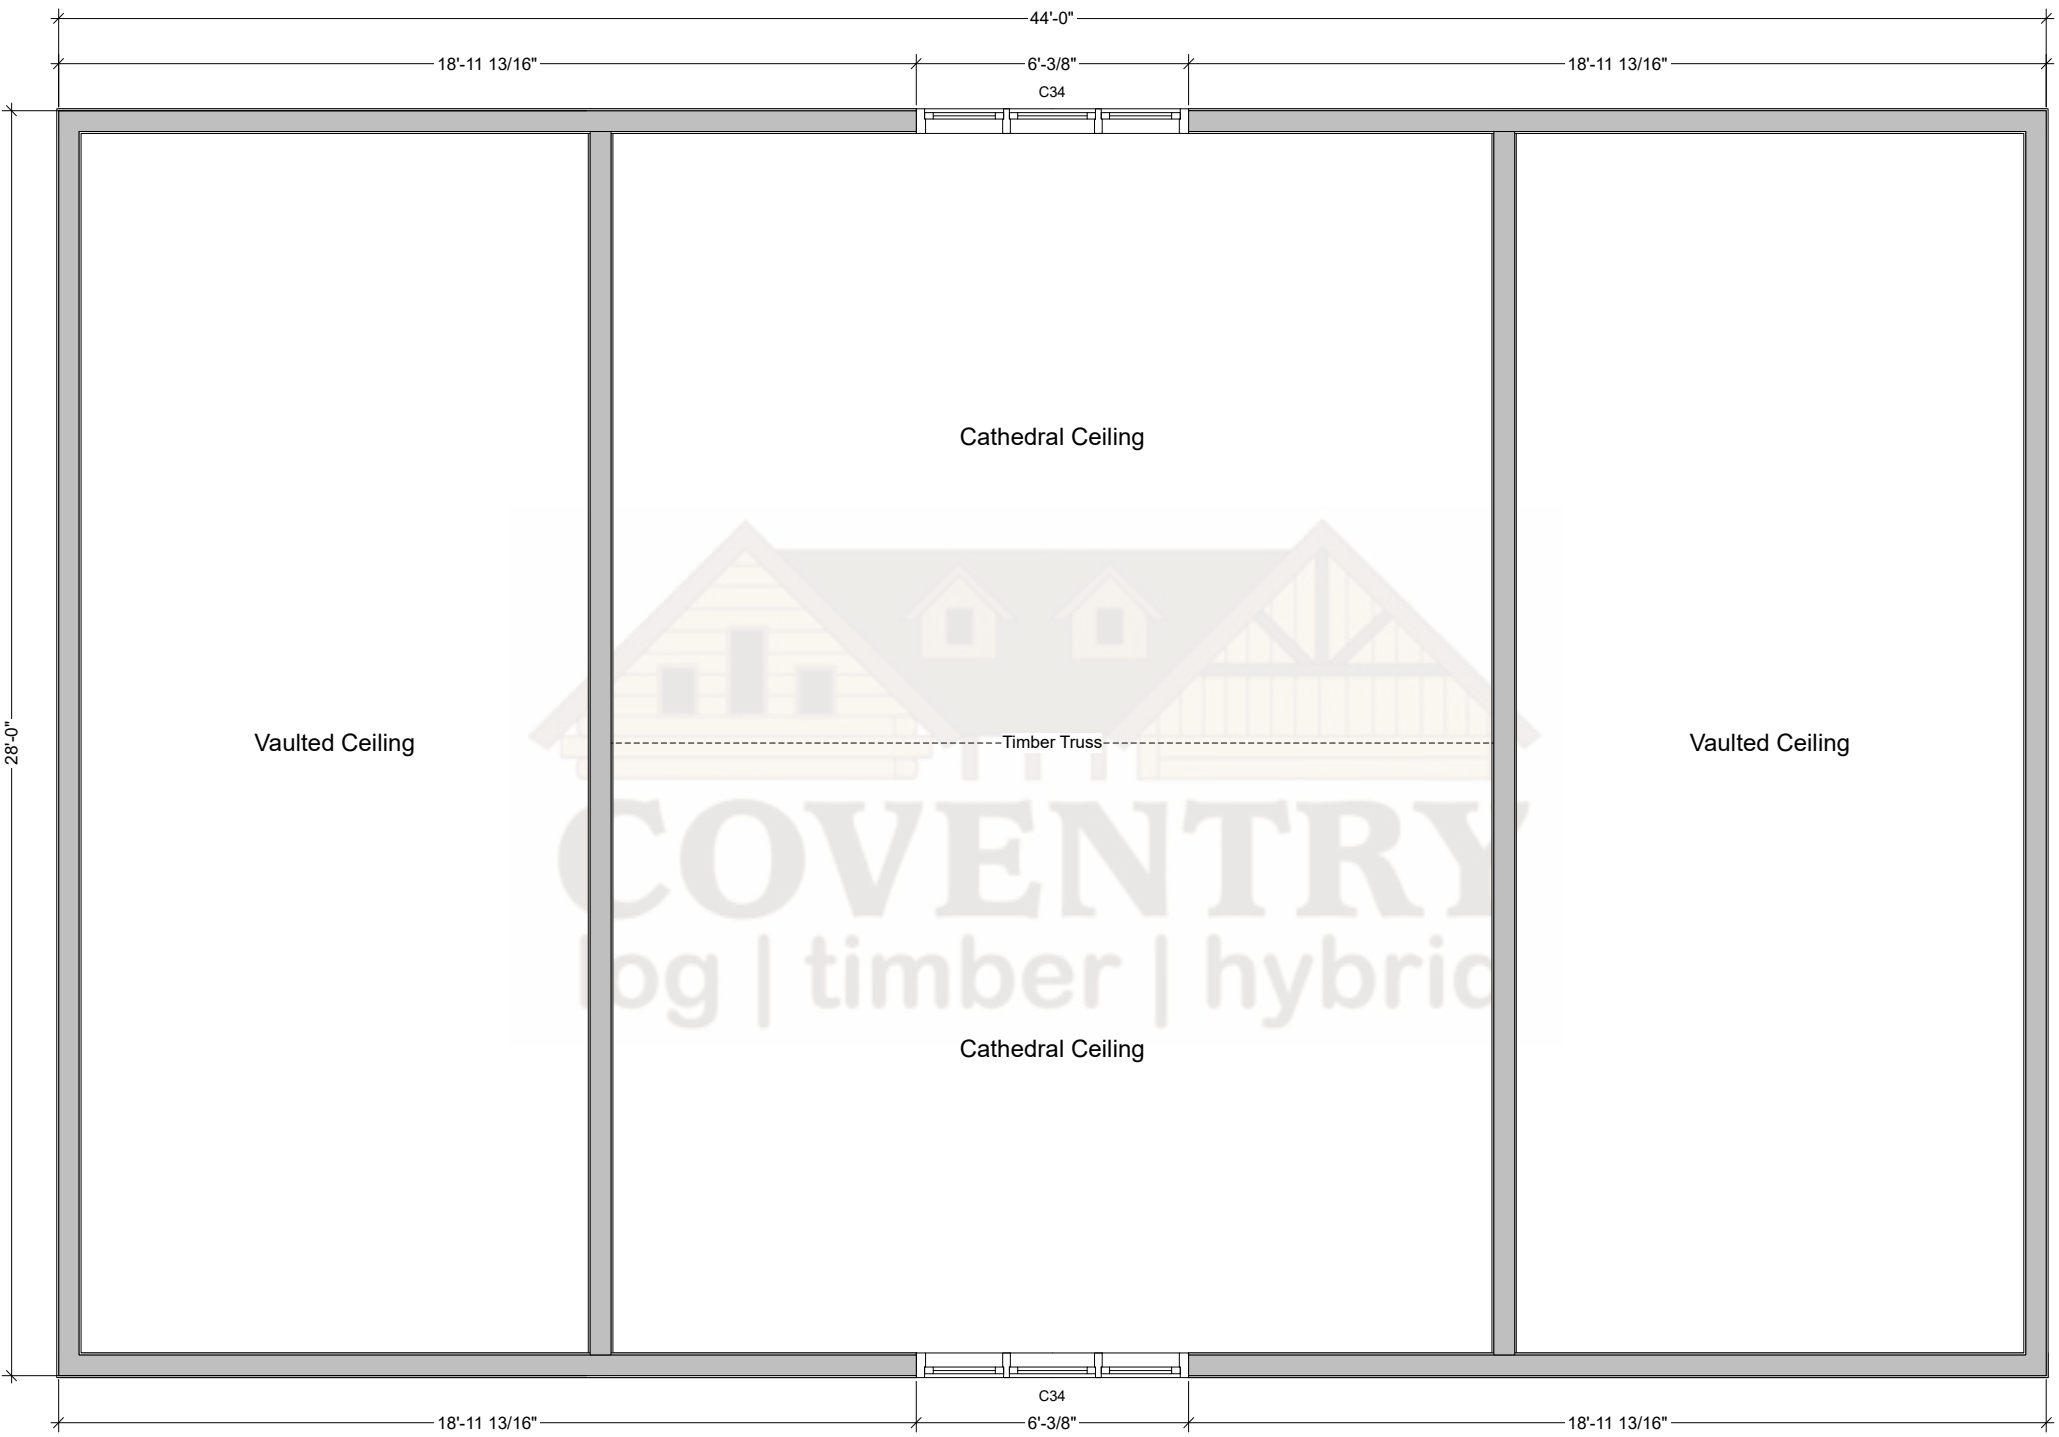 44'-0"
18'-11 13/16" 6'-3/8" 18'-11 13/16"
C34
Cathedral Ceiling
28'-0"
Vaulted Ceiling
Timber Truss
Vaulted Ceiling
COVENTRY
log | timber | hybrid
Cathedral Ceiling
C34
18'-11 13/16" 6'-3/8" 18'-11 13/16"